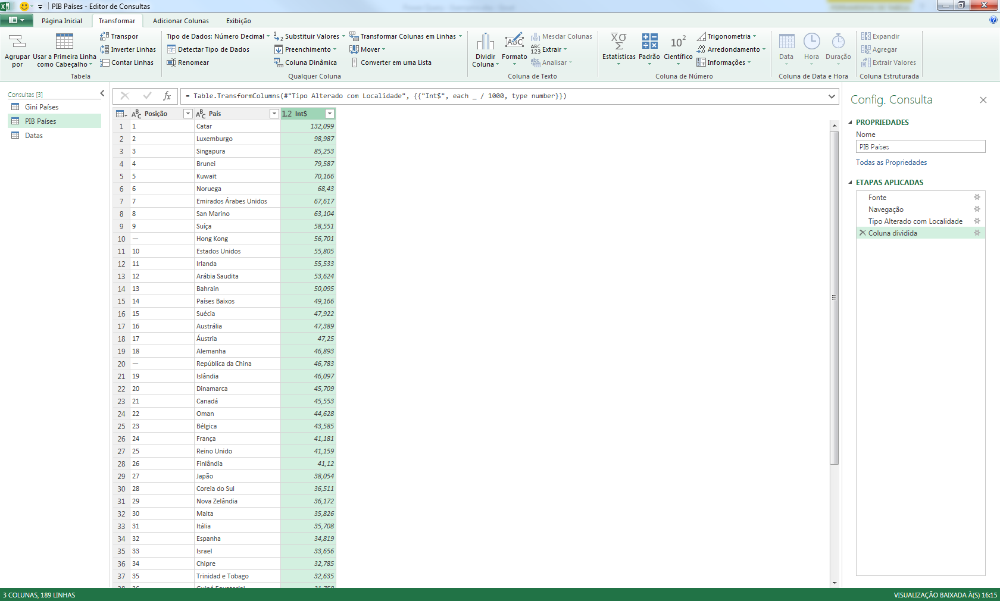 PIB Países - Editor de Consultas
Página Inicial
Transformar
Adicionar Colunas
Exibição
Agrupar por
Usar a Primeira Linha como Cabeçalho
Transpor
Inverter Linhas
Contar Linhas
Tabela
Tipo de Dados: Número Decimal
Detectar Tipo de Dados
Renomear
Substituir Valores
Preenchimento
Coluna Dinâmica
Transformar Colunas em Linhas
Mover
Converter em uma Lista
Qualquer Coluna
Dividir Coluna
Formato
Mesclar Colunas
Extrair
Analisar
Coluna de Texto
Estatísticas
Padrão
Científico
Trigonometria
Arredondamento
Informações
Coluna de Número
Data
Hora
Duração
Coluna de Data e Hora
Expandir
Agregar
Extrair Valores
Coluna Estruturada
Consultas [3]
Gini Países
PIB Países
Datas
= Table.TransformColumns(#"Tipo Alterado com Localidade", {{"Int$", each _ / 1000, type number}})
Posição País 1.2 Int$
1 1 Catar 132,099
2 2 Luxemburgo 98,987
3 3 Singapura 85,253
4 4 Brunei 79,587
5 5 Kuwait 70,166
6 6 Noruega 68,43
7 7 Emirados Árabes Unidos 67,617
8 8 San Marino 63,104
9 9 Suíça 58,551
10 — Hong Kong 56,701
11 10 Estados Unidos 55,805
12 11 Irlanda 55,533
13 12 Arábia Saudita 53,624
14 13 Bahrain 50,095
15 14 Países Baixos 49,166
16 15 Suécia 47,922
17 16 Austrália 47,389
18 17 Áustria 47,25
19 18 Alemanha 46,893
20 — República da China 46,783
21 19 Islândia 46,097
22 20 Dinamarca 45,709
23 21 Canadá 45,553
24 22 Oman 44,628
25 23 Bélgica 43,585
26 24 França 41,181
27 25 Reino Unido 41,159
28 26 Finlândia 41,12
29 27 Japão 38,054
30 28 Coreia do Sul 36,511
31 29 Nova Zelândia 36,172
32 30 Malta 35,826
33 31 Itália 35,708
34 32 Espanha 34,819
35 33 Israel 33,656
36 34 Chipre 32,785
37 35 Trinidad e Tobago 32,635
Config. Consulta
PROPRIEDADES
Nome
PIB Países
Todas as Propriedades
ETAPAS APLICADAS
Fonte
Navegação
Tipo Alterado com Localidade
Coluna dividida
3 COLUNAS, 189 LINHAS
VISUALIZAÇÃO BAIXADA À(S) 16:15